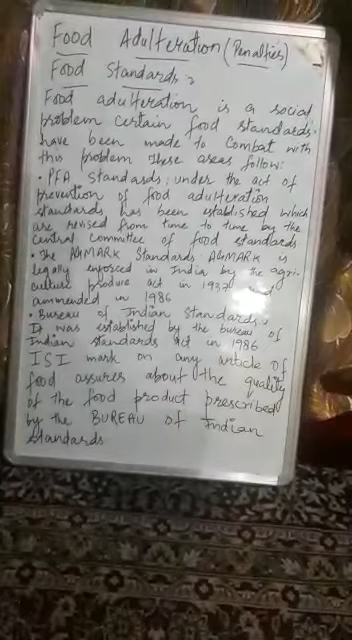 Food Adulteration (Penalties)
Food Standards :
Food adulteration is a social
problem certain food standards
have been made to combat with
this problem these areas follow:
• PFA Standards; under the act of
prevention of food adulteration
standards has been established which
are revised from time to time by the
central committee of food standards
• The AGMARK Standards AGMARK is
legally enforced in India by the agri-
culture produce act in 1937 and
ammended in 1986
• Bureau of Indian Standards;
It was established by the bureau of
Indian standards act in 1986
ISI mark on any article of
food assures about the quality
of the food product prescribed
by the BUREAU of Indian
standards